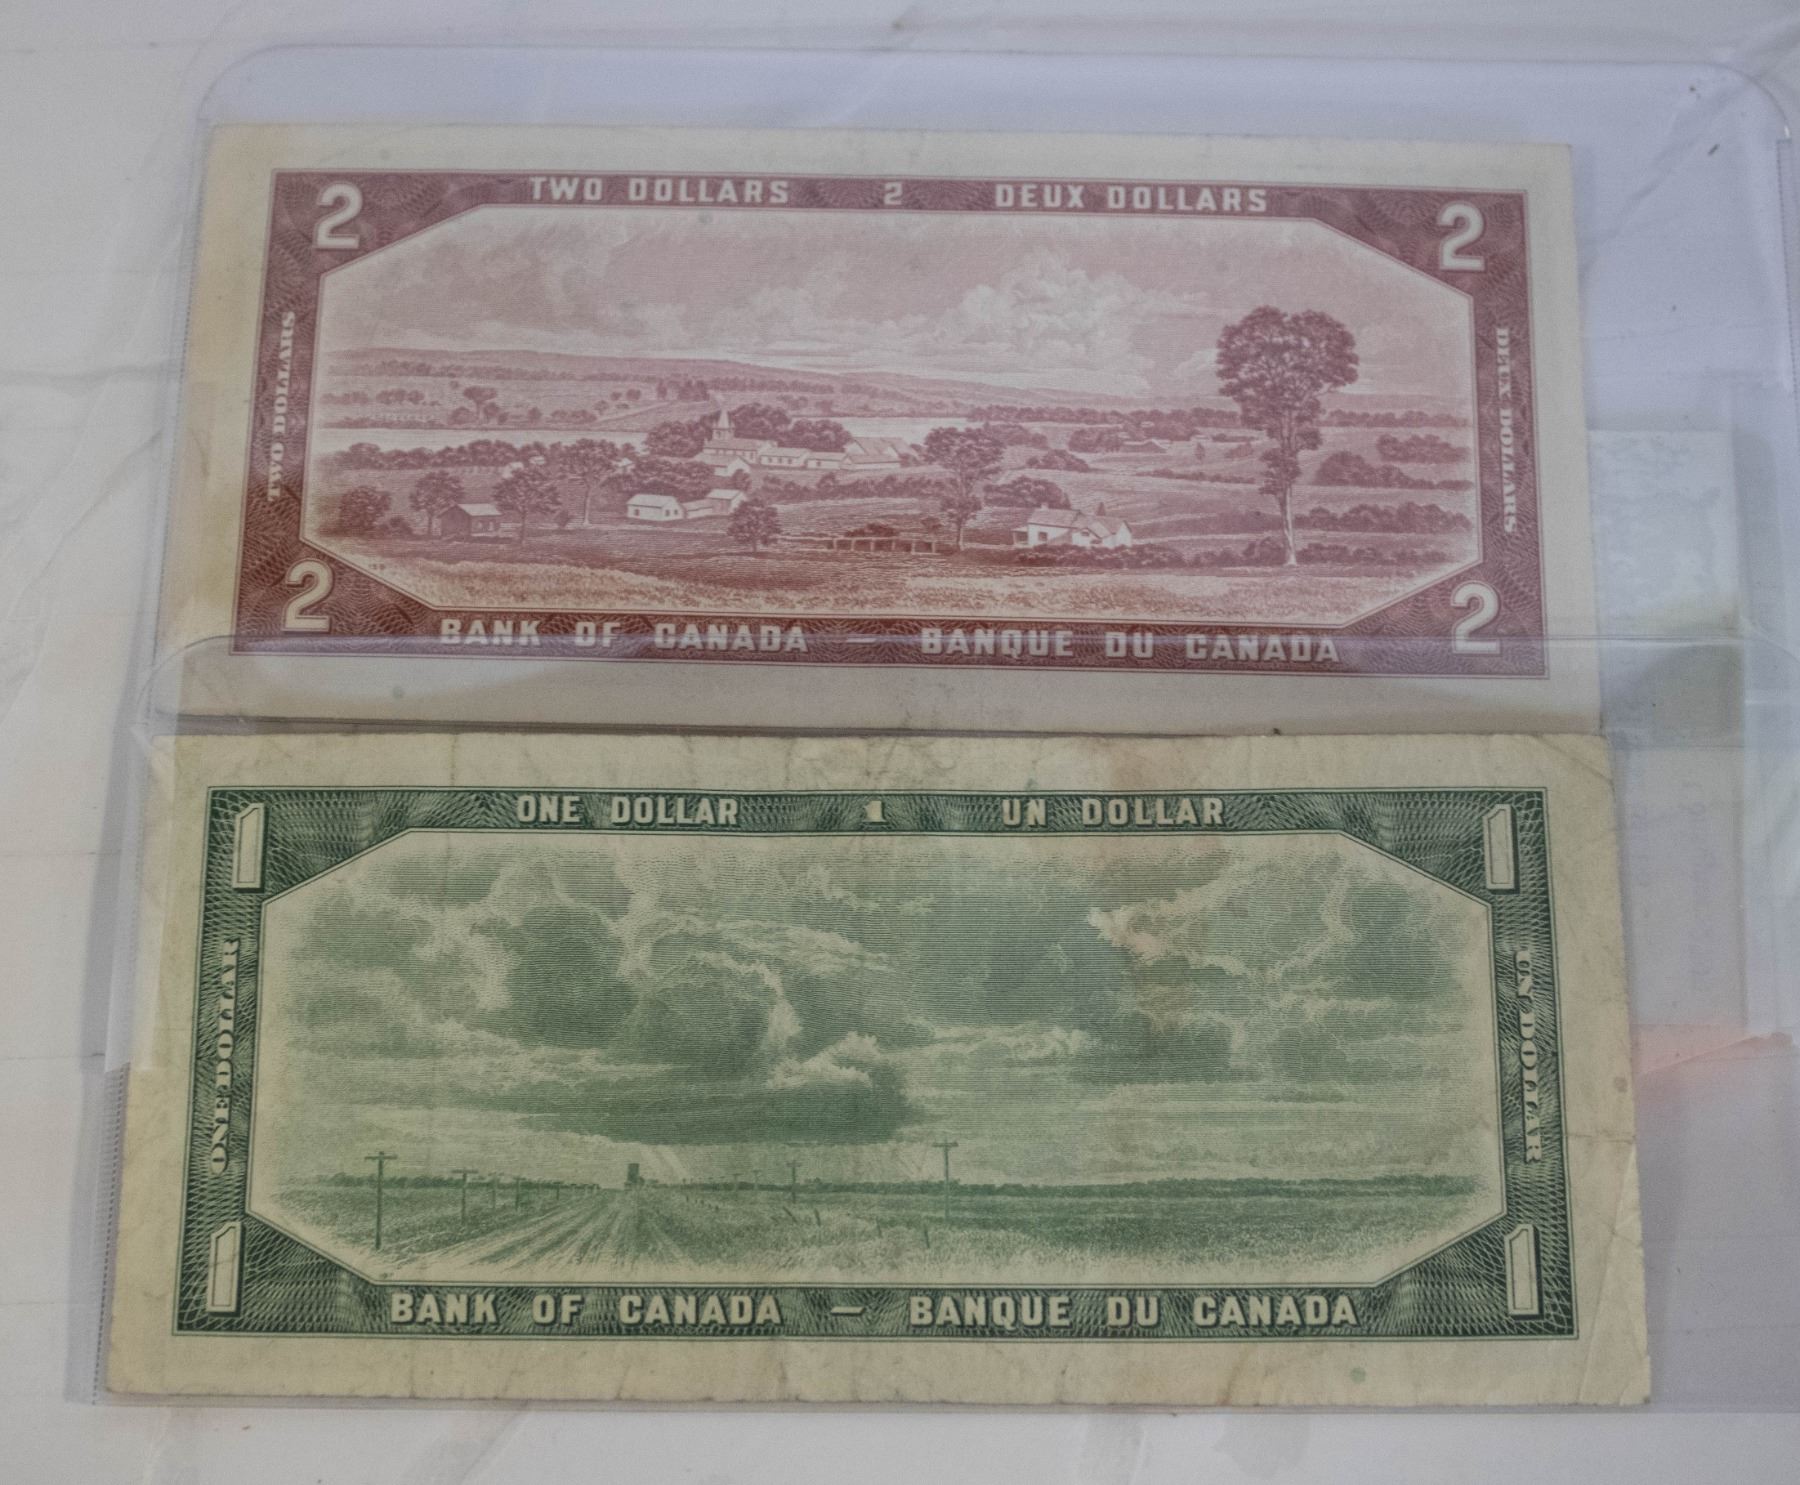 2 TWO DOLLARS 2 DEUX DOLLARS 2
TWO DOLLARS
DEUX DOLLARS
2 BANK OF CANADA — BANQUE DU CANADA 2
1 ONE DOLLAR 1 UN DOLLAR 1
ONE DOLLAR
UN DOLLAR
1 BANK OF CANADA — BANQUE DU CANADA 1